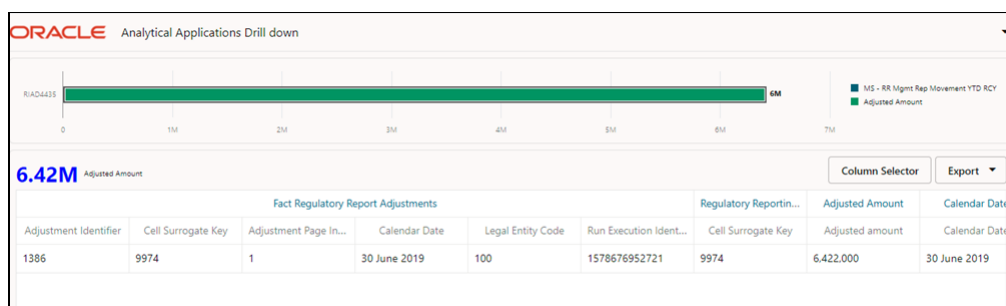 ORACLE Analytical Applications Drill down
RIAD4435
6M
MS - RR Mgmt Rep Movement YTD RCY
Adjusted Amount
0 1M 2M 3M 4M 5M 6M 7M
6.42M Adjusted Amount
Column Selector Export
Fact Regulatory Report Adjustments Regulatory Reportin... Adjusted Amount Calendar Date
Adjustment Identifier Cell Surrogate Key Adjustment Page In... Calendar Date Legal Entity Code Run Execution Ident... Cell Surrogate Key Adjusted amount Calendar Date
1386 9974 1 30 June 2019 100 1578676952721 9974 6,422,000 30 June 2019